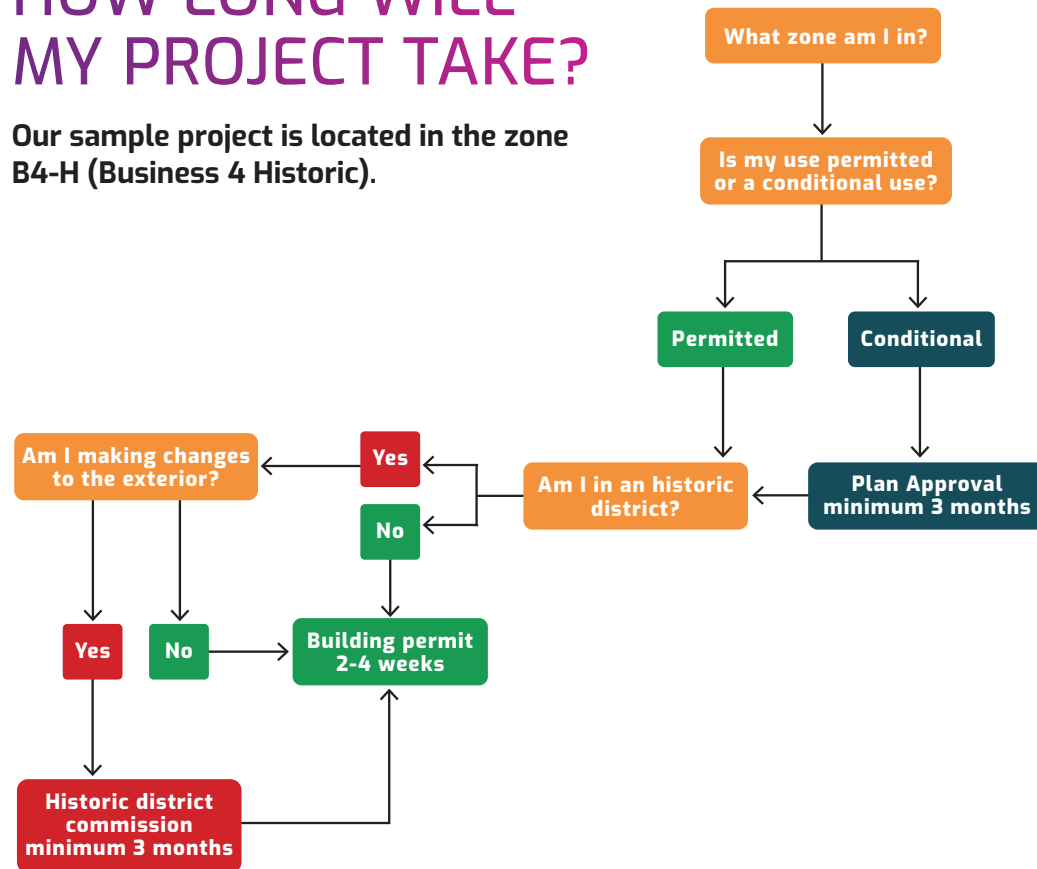 HOW LONG WILL
MY PROJECT TAKE?
Our sample project is located in the zone
B4-H (Business 4 Historic).
What zone am I in?
Is my use permitted
or a conditional use?
Permitted
Conditional
Plan Approval
minimum 3 months
Am I in an historic
district?
Yes
No
Am I making changes
to the exterior?
Yes
No
Building permit
2-4 weeks
Historic district
commission
minimum 3 months